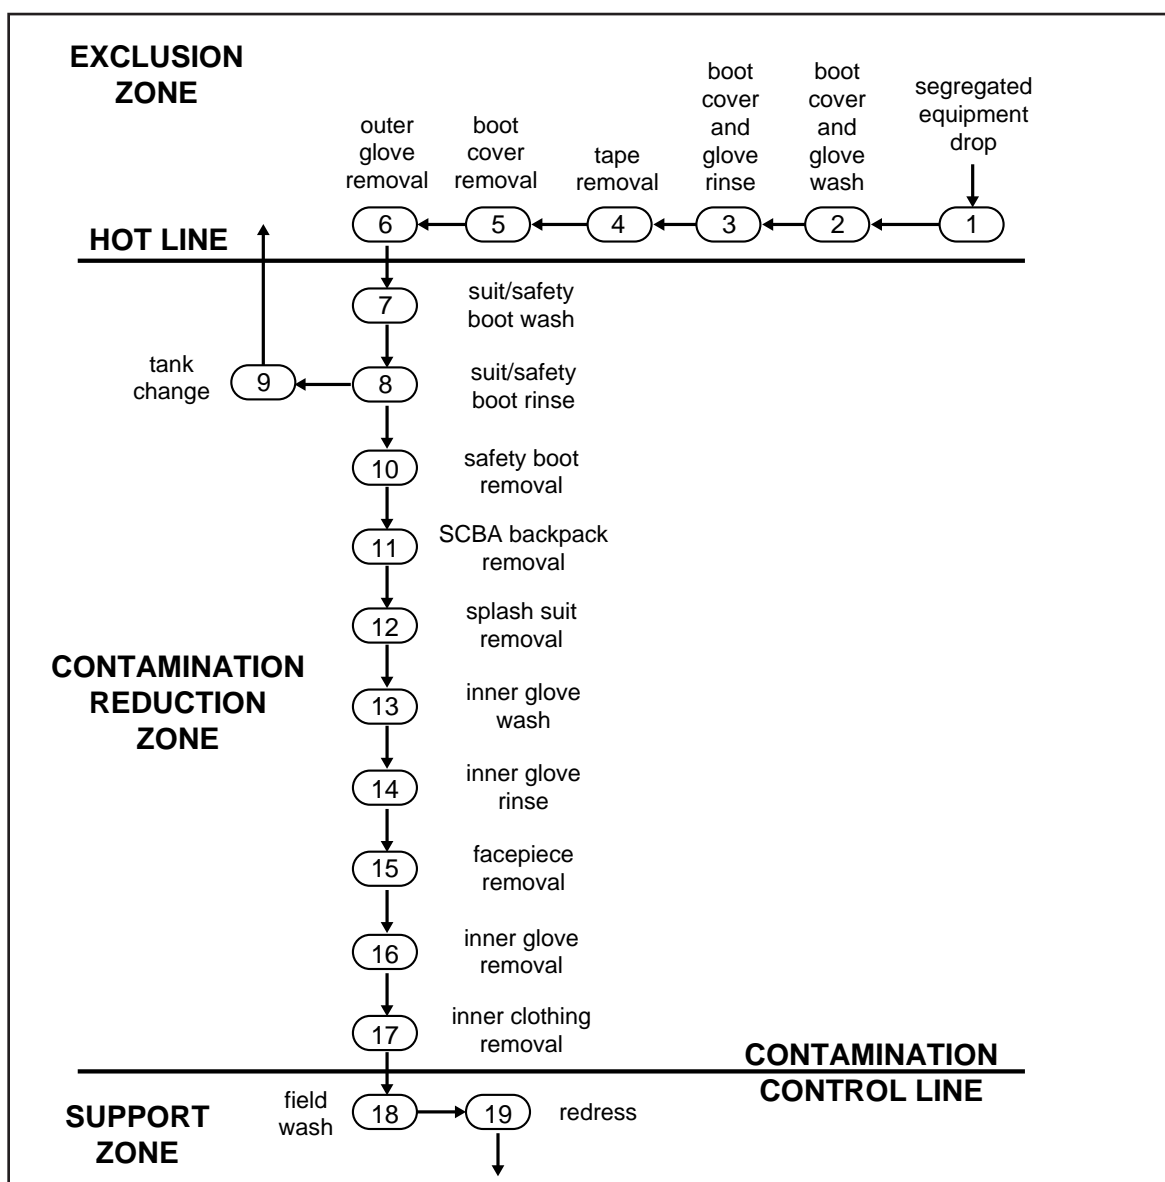 EXCLUSION
ZONE
outer
glove
removal
boot
cover
removal
tape
removal
boot
cover
and
glove
rinse
boot
cover
and
glove
wash
segregated
equipment
drop
6
5
4
3
2
1
HOT LINE
7
suit/safety
boot wash
tank
change
9
8
suit/safety
boot rinse
10
safety boot
removal
11
SCBA backpack
removal
12
splash suit
removal
CONTAMINATION
REDUCTION
ZONE
13
inner glove
wash
14
inner glove
rinse
15
facepiece
removal
16
inner glove
removal
17
inner clothing
removal
CONTAMINATION
CONTROL LINE
SUPPORT
ZONE
field
wash
18
19
redress